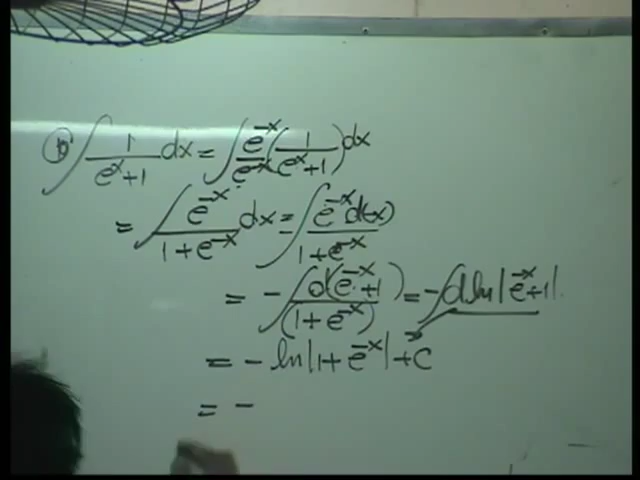 10 ∫ 1/(e^x+1) dx = ∫ e^-x/e^-x (1/(e^x+1)) dx
= ∫ e^-x/(1+e^-x) dx = ∫ e^-x d(x)/(1+e^-x)
= - ∫ d(e^-x+1)/(1+e^-x) = - ∫ d ln|e^-x+1|
= - ln|1+e^-x| + C
= -